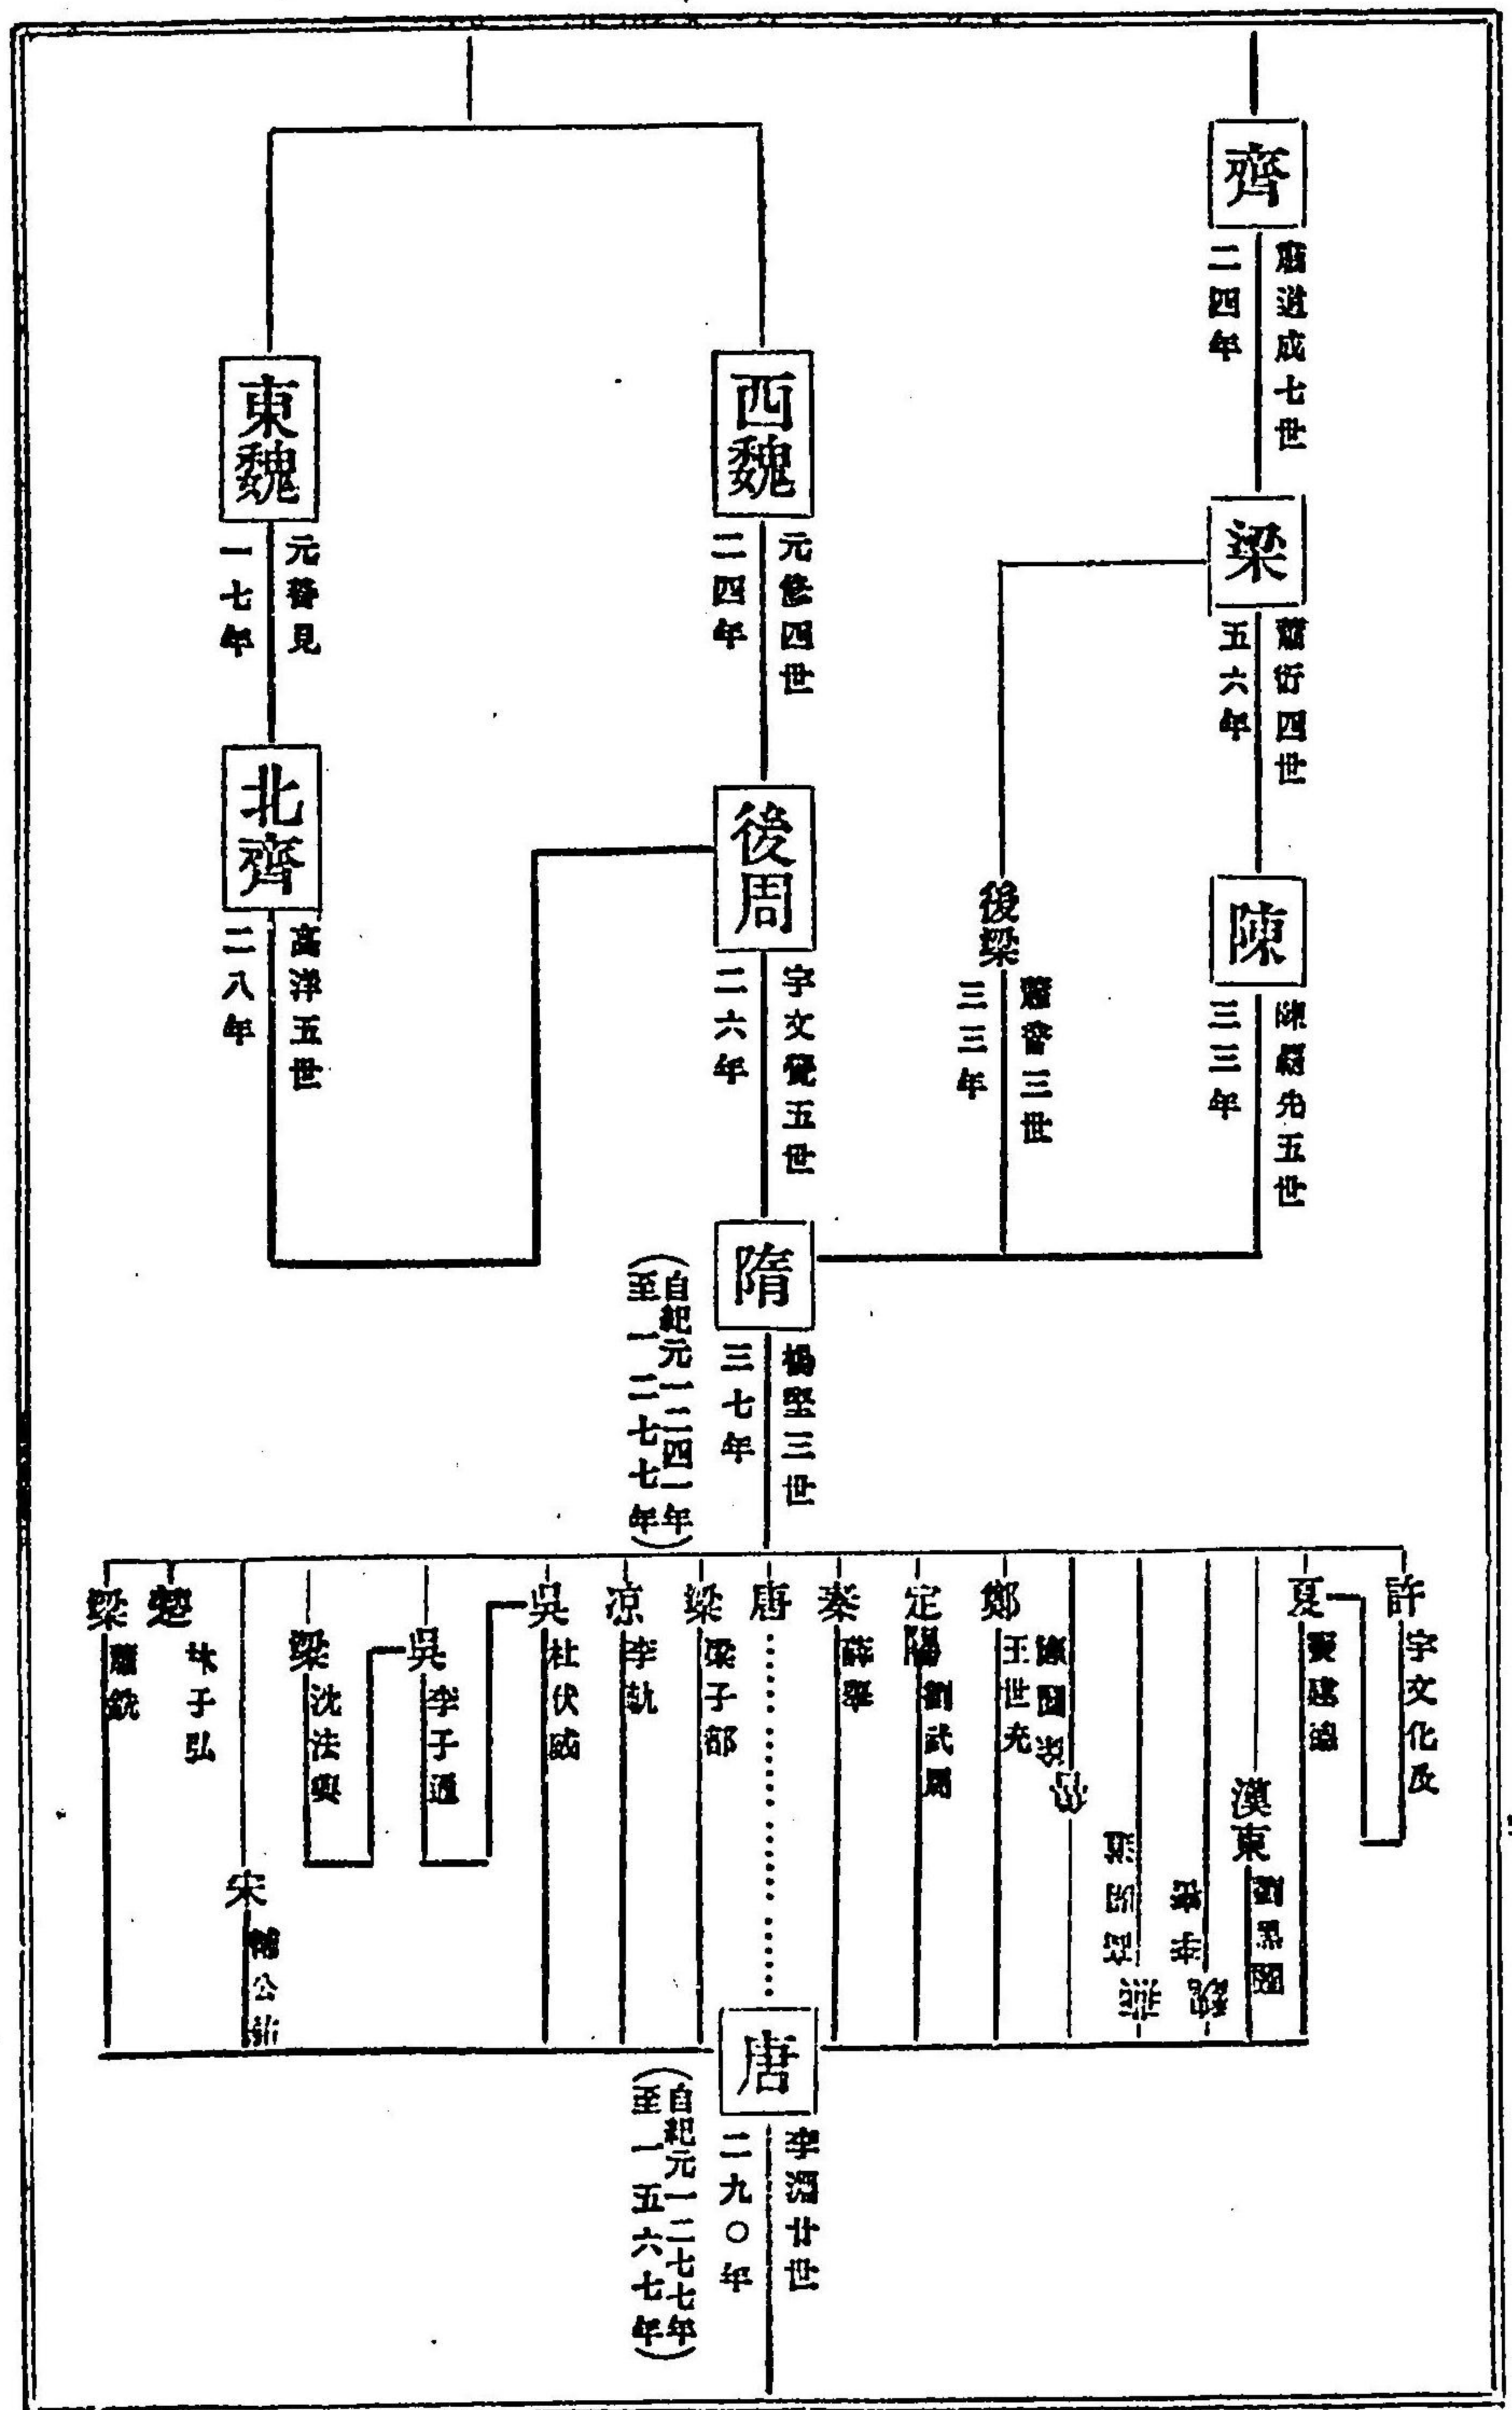 齊
蕭道成七世
二四年
梁
蕭衍四世
五六年
陳
陳霸先五世
三三年
後梁
蕭詧三世
三三年
西魏
元修四世
二四年
後周
宇文覺五世
二六年
東魏
元善見
一七年
北齊
高洋五世
二八年
隋
楊堅三世
三七年
(自紀元一二四一年
至一二七七年)
許
宇文化及
夏
竇建德
漢東
劉黑闥
鄭
王世充
定陽
劉武周
秦
薛舉
唐
梁
梁子部
涼
李軌
吳
杜伏威
吳
李子通
梁
沈法興
宋
輔公祏
楚
林子弘
梁
蕭銑
唐
李淵廿世
二九〇年
(自紀元一二七七年
至一五六七年)